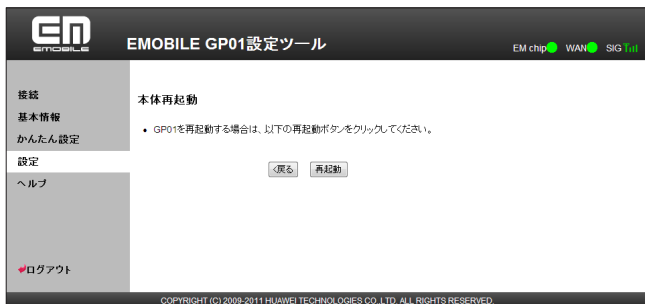 EM
EMOBILE
EMOBILE GP01設定ツール
EM chip WAN SIG
接続
基本情報
かんたん設定
設定
ヘルプ
ログアウト
本体再起動
GP01を再起動する場合は、以下の再起動ボタンをクリックしてください。
<戻る 再起動
COPYRIGHT (C) 2009-2011 HUAWEI TECHNOLOGIES CO.,LTD. ALL RIGHTS RESERVED.